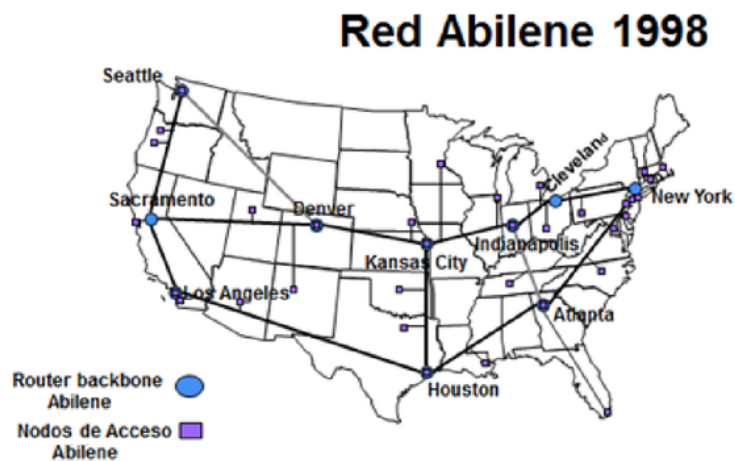 Red Abilene 1998
Seattle
Cleveland
Sacramento
New York
Denver
Indianapolis
Kansas City
Los Angeles
Atlanta
Houston
Router backbone
Abilene
Nodos de Acceso
Abilene